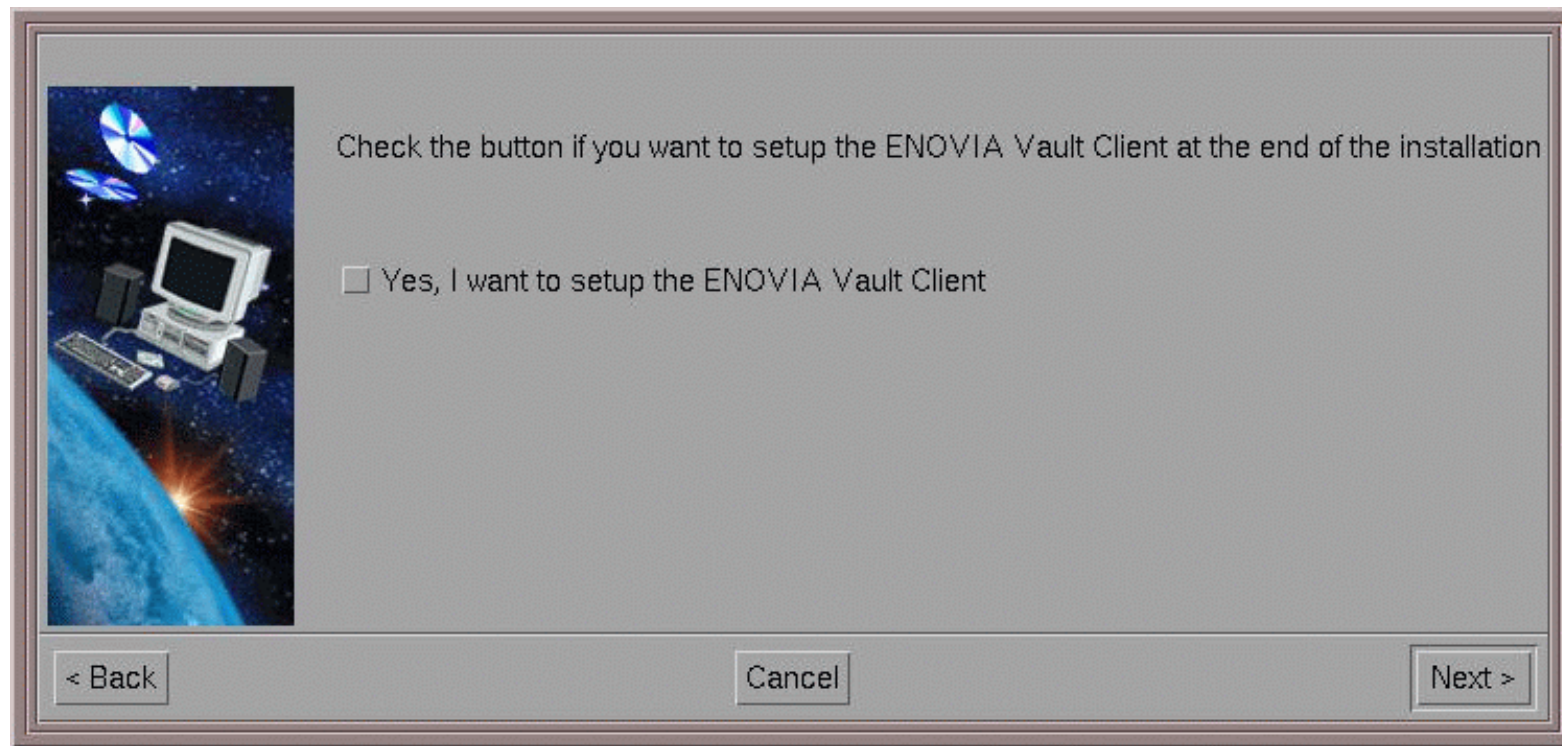 Check the button if you want to setup the ENOVIA Vault Client at the end of the installation
Yes, I want to setup the ENOVIA Vault Client
< Back
Cancel
Next >